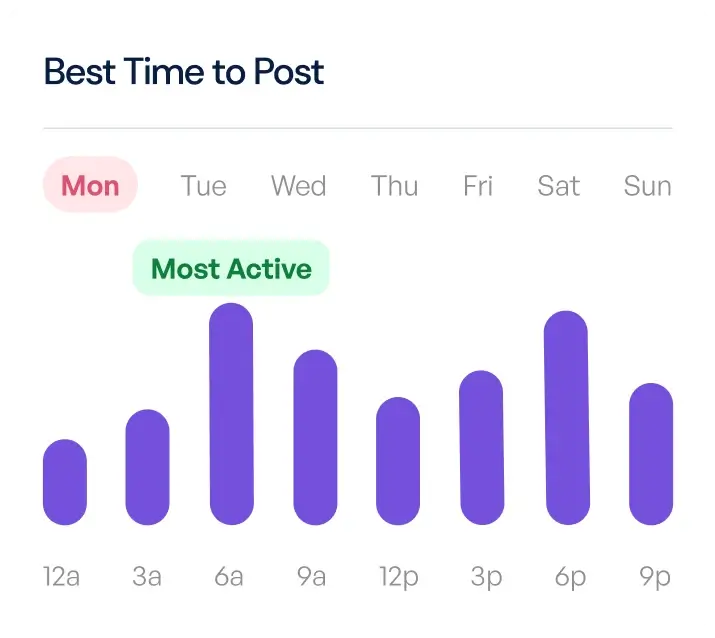 Best Time to Post
Mon Tue Wed Thu Fri Sat Sun
Most Active
12a 3a 6a 9a 12p 3p 6p 9p